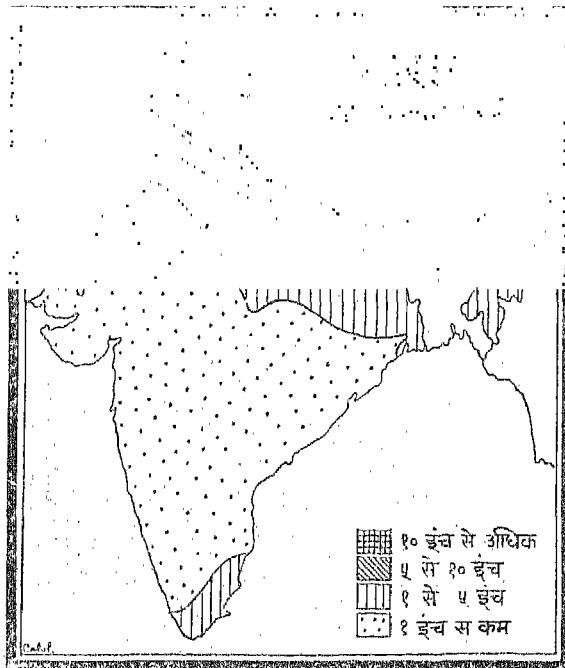 १० इंच से अधिक
५ से १० इंच
१ से ५ इंच
१ इंच स कम